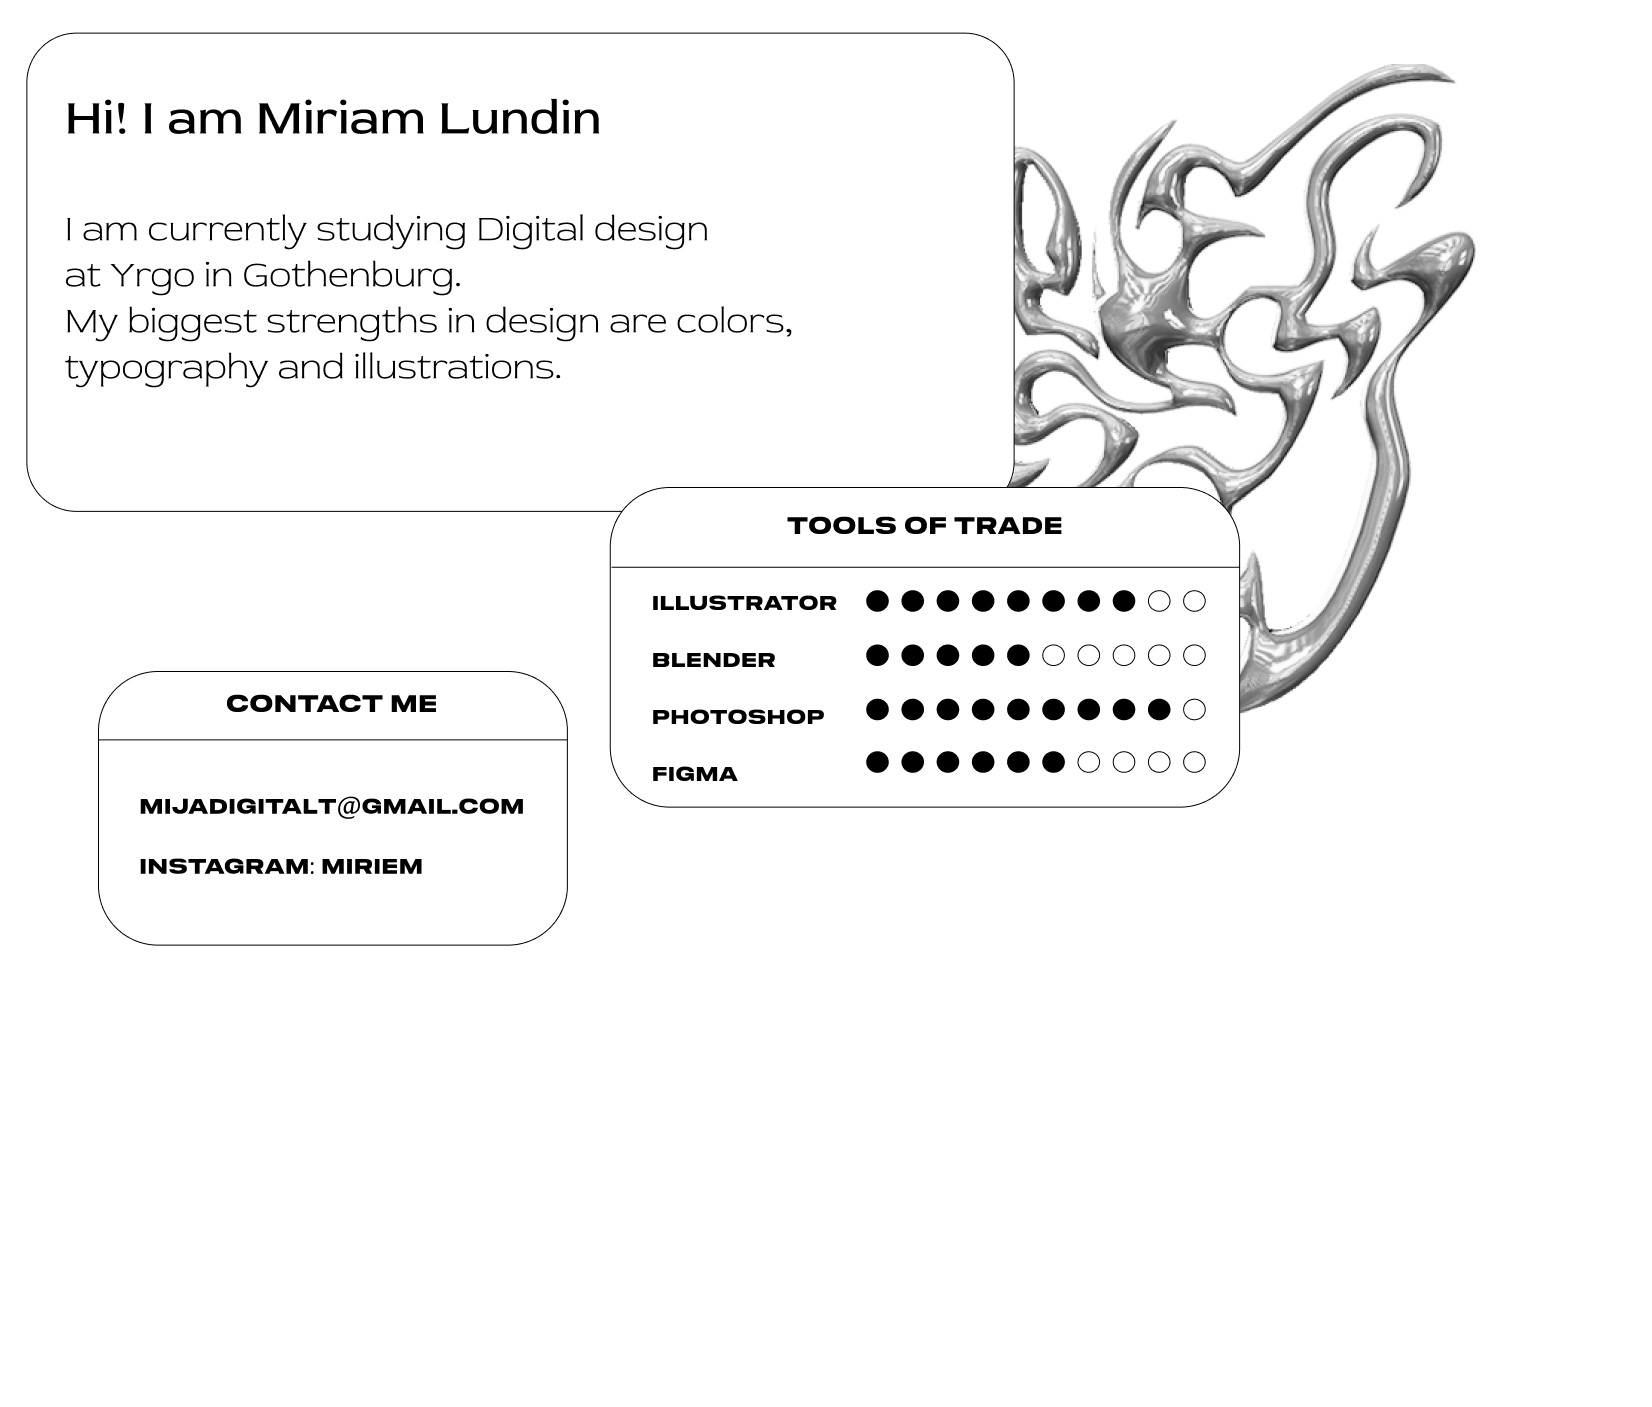 Hi! I am Miriam Lundin
I am currently studying Digital design
at Yrgo in Gothenburg.
My biggest strengths in design are colors,
typography and illustrations.
TOOLS OF TRADE
ILLUSTRATOR
BLENDER
PHOTOSHOP
FIGMA
CONTACT ME
MIJADIGITALT@GMAIL.COM
INSTAGRAM: MIRIEM